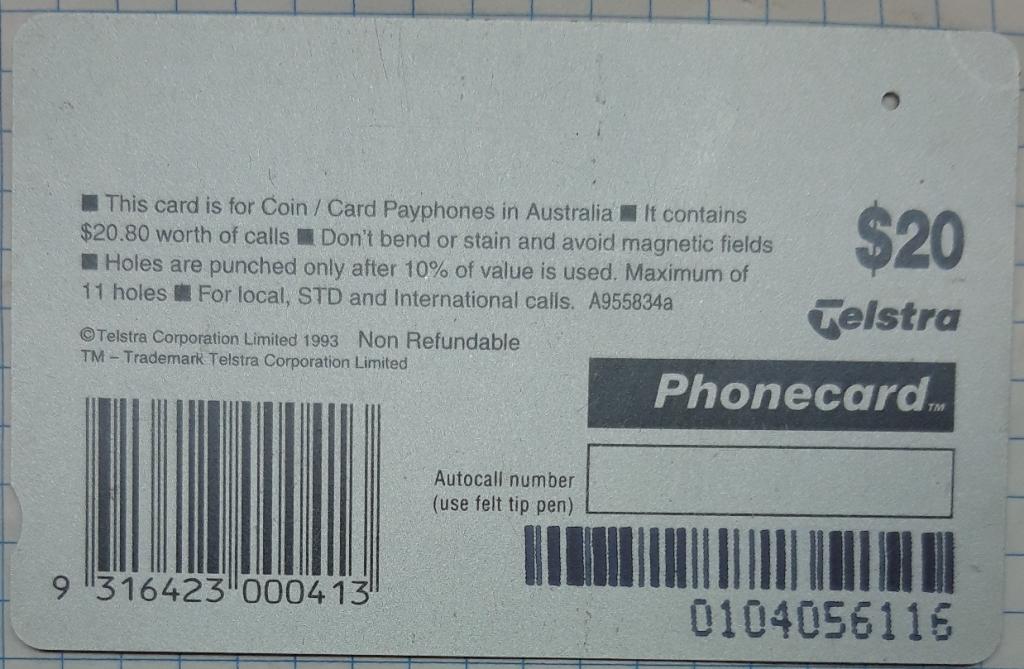 ■ This card is for Coin / Card Payphones in Australia ■ It contains
$20.80 worth of calls ■ Don't bend or stain and avoid magnetic fields
■ Holes are punched only after 10% of value is used. Maximum of
11 holes ■ For local, STD and International calls. A955834a
$20
Telstra
©Telstra Corporation Limited 1993 Non Refundable
TM – Trademark Telstra Corporation Limited
Phonecard TM
Autocall number
(use felt tip pen)
9 316423 000413
0104056116